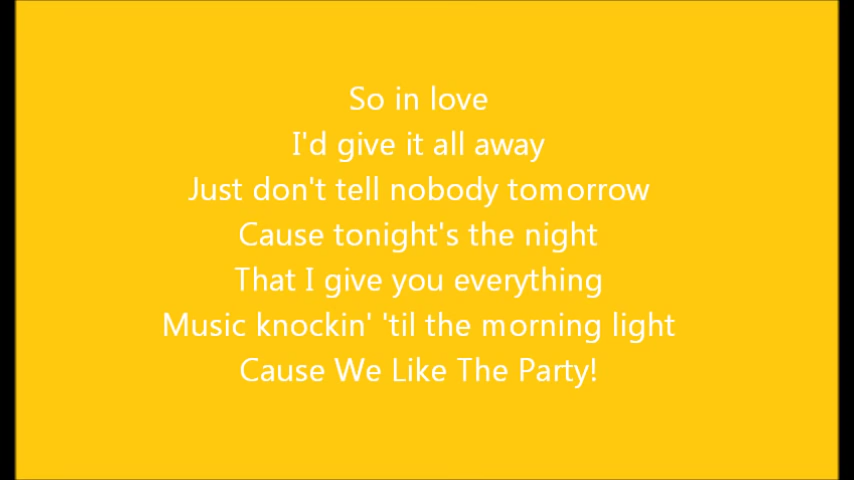 So in love
I'd give it all away
Just don't tell nobody tomorrow
Cause tonight's the night
That I give you everything
Music knockin' 'til the morning light
Cause We Like The Party!